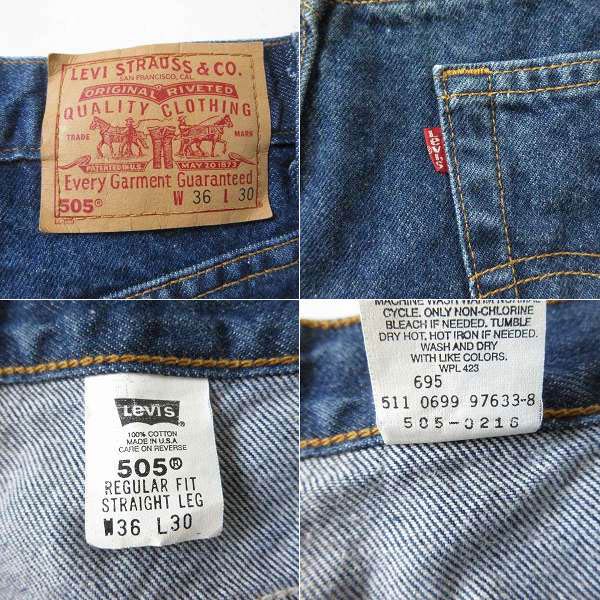 LEVI STRAUSS & CO.
SAN FRANCISCO, CAL.
ORIGINAL RIVETED
QUALITY CLOTHING
TRADE MARK
PATENTED IN U.S. MAY 20 1873
Every Garment Guaranteed
505® W 36 L 30
LEVI'S
Levi's
100% COTTON
MADE IN U.S.A
CARE ON REVERSE
505®
REGULAR FIT
STRAIGHT LEG
W36 L30
MACHINE WASH WARM NORMAL
CYCLE. ONLY NON-CHLORINE
BLEACH IF NEEDED. TUMBLE
DRY HOT. HOT IRON IF NEEDED.
WASH AND DRY
WITH LIKE COLORS.
WPL 423
695
511 0699 97633-8
505-0216